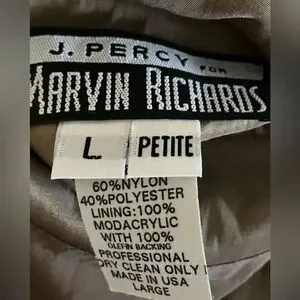 J. PERCY FOR
MARVIN RICHARDS
L PETITE
60%NYLON
40%POLYESTER
LINING:100%
MODACRYLIC
WITH 100%
OLEFIN BACKING
PROFESSIONAL
DRY CLEAN ONLY
MADE IN USA
LARGE